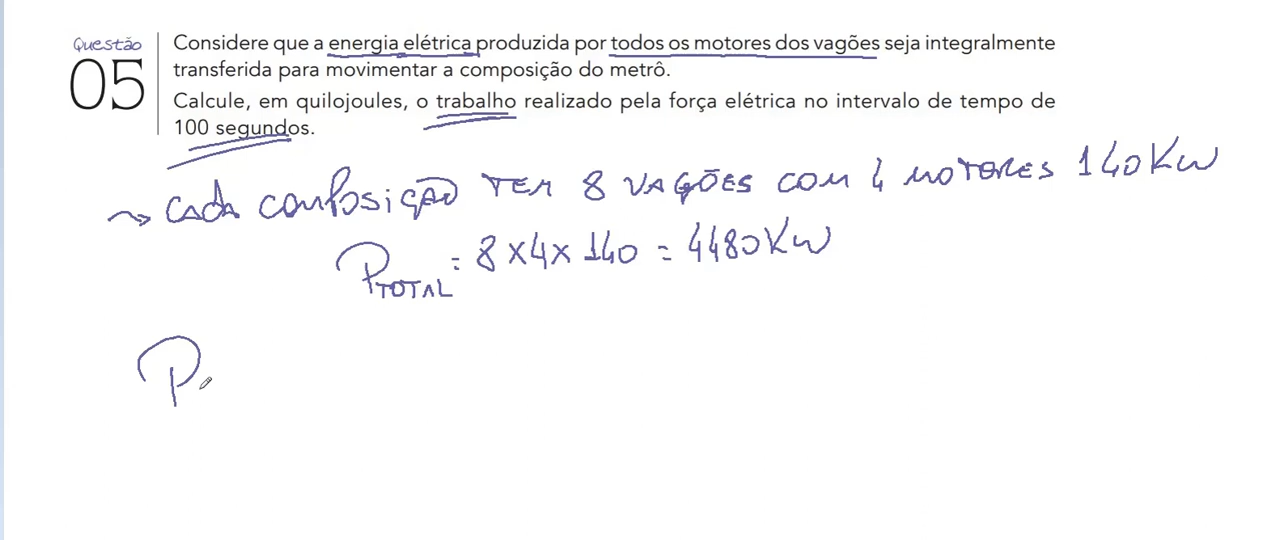 Questão
05
Considere que a energia elétrica produzida por todos os motores dos vagões seja integralmente
transferida para movimentar a composição do metrô.
Calcule, em quilojoules, o trabalho realizado pela força elétrica no intervalo de tempo de
100 segundos.
~> CADA COMPOSIÇÃO TEM 8 VAGÕES COM 4 MOTORES 140KW
PTOTAL = 8 x 4 x 140 = 4480KW
P